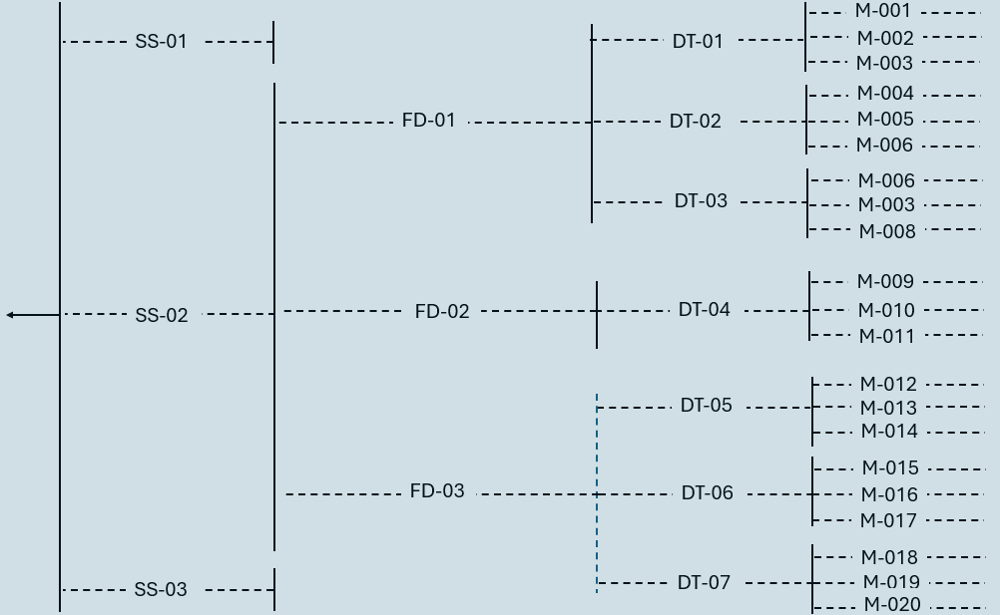 SS-01
SS-02
SS-03
FD-01
FD-02
FD-03
DT-01
DT-02
DT-03
DT-04
DT-05
DT-06
DT-07
M-001
M-002
M-003
M-004
M-005
M-006
M-006
M-003
M-008
M-009
M-010
M-011
M-012
M-013
M-014
M-015
M-016
M-017
M-018
M-019
M-020